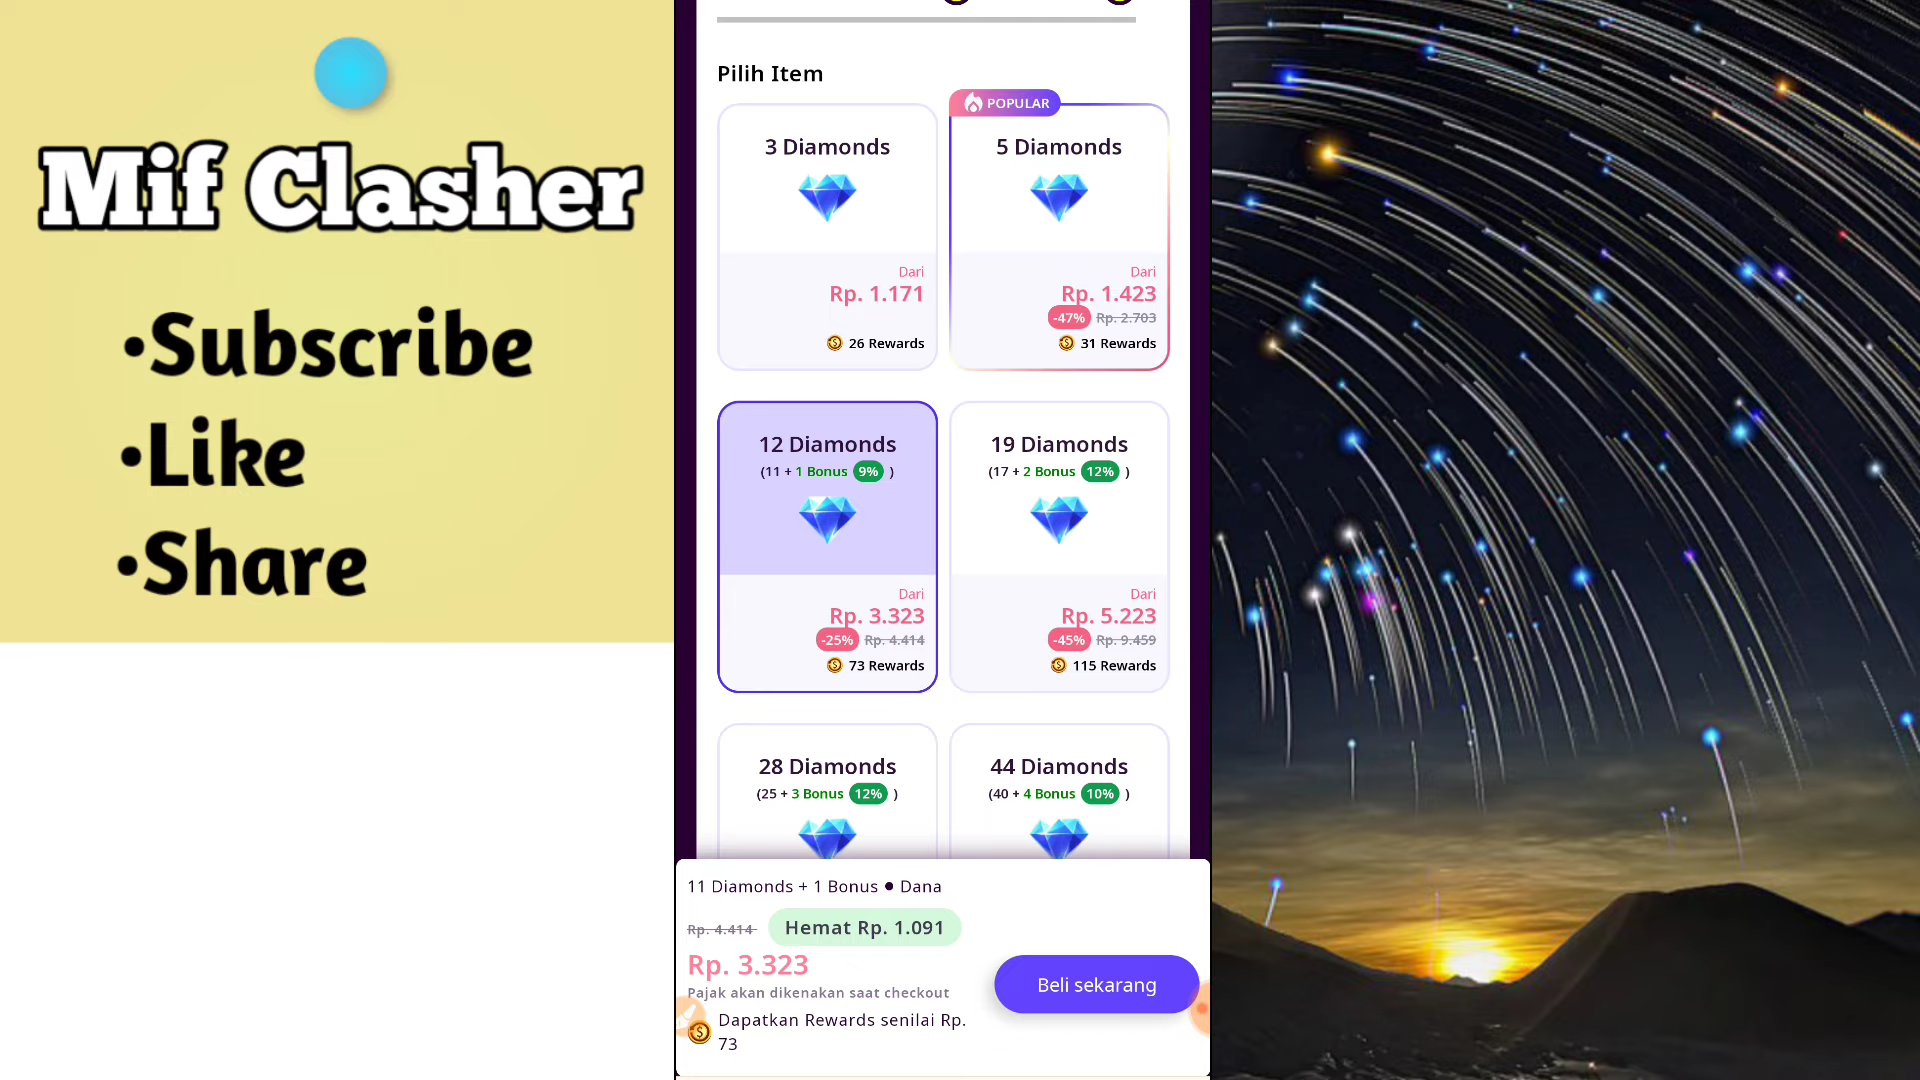 Mif Clasher
•Subscribe
•Like
•Share
Pilih Item
3 Diamonds
Dari
Rp. 1.171
26 Rewards
POPULAR
5 Diamonds
Dari
Rp. 1.423
-47% Rp. 2.703
31 Rewards
12 Diamonds
(11 + 1 Bonus 9% )
Dari
Rp. 3.323
-25% Rp. 4.414
73 Rewards
19 Diamonds
(17 + 2 Bonus 12% )
Dari
Rp. 5.223
-45% Rp. 9.459
115 Rewards
28 Diamonds
(25 + 3 Bonus 12% )
44 Diamonds
(40 + 4 Bonus 10% )
11 Diamonds + 1 Bonus ● Dana
Rp. 4.414 Hemat Rp. 1.091
Rp. 3.323
Pajak akan dikenakan saat checkout
Dapatkan Rewards senilai Rp.
73
Beli sekarang